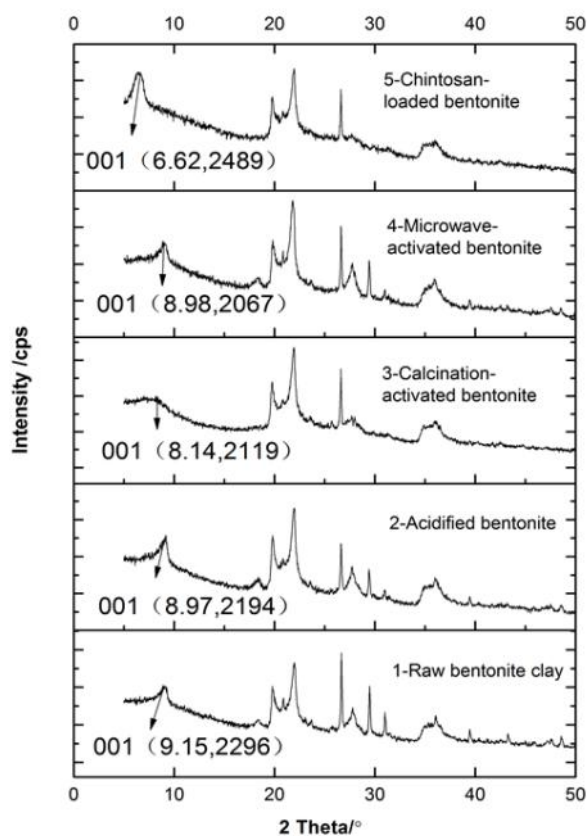 0 10 20 30 40 50
5-Chintosan-
loaded bentonite
001（6.62,2489）
4-Microwave-
activated bentonite
001（8.98,2067）
3-Calcination-
activated bentonite
001（8.14,2119）
2-Acidified bentonite
001（8.97,2194）
1-Raw bentonite clay
001（9.15,2296）
Intensity /cps
0 10 20 30 40 50
2 Theta/°